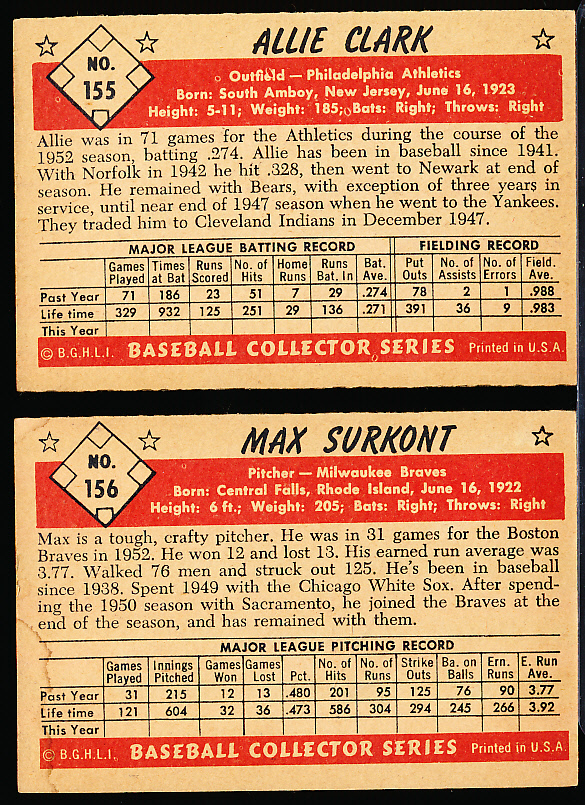 ALLIE CLARK
NO.
155
Outfield — Philadelphia Athletics
Born: South Amboy, New Jersey, June 16, 1923
Height: 5-11; Weight: 185; Bats: Right; Throws: Right
Allie was in 71 games for the Athletics during the course of the
1952 season, batting .274. Allie has been in baseball since 1941.
With Norfolk in 1942 he hit .328, then went to Newark at end of
season. He remained with Bears, with exception of three years in
service, until near end of 1947 season when he went to the Yankees.
They traded him to Cleveland Indians in December 1947.
MAJOR LEAGUE BATTING RECORD FIELDING RECORD
Games Times Runs No. of Home Runs Bat. Put No. of No. of Field.
Played at Bat Scored Hits Runs Bat. In Ave. Outs Assists Errors Ave.
Past Year 71 186 23 51 7 29 .274 78 2 1 .988
Life time 329 932 125 251 29 136 .271 391 36 9 .983
This Year
© B.G.H.L.I. BASEBALL COLLECTOR SERIES Printed in U.S.A.
MAX SURKONT
NO.
156
Pitcher — Milwaukee Braves
Born: Central Falls, Rhode Island, June 16, 1922
Height: 6 ft.; Weight: 205; Bats: Right; Throws: Right
Max is a tough, crafty pitcher. He was in 31 games for the Boston
Braves in 1952. He won 12 and lost 13. His earned run average was
3.77. Walked 76 men and struck out 125. He's been in baseball
since 1938. Spent 1949 with the Chicago White Sox. After spend-
ing the 1950 season with Sacramento, he joined the Braves at the
end of the season, and has remained with them.
MAJOR LEAGUE PITCHING RECORD
Games Innings Games Games Pct. No. of No. of Strike Ba. on Ern. E. Run
Played Pitched Won Lost Hits Runs Outs Balls Runs Ave.
Past Year 31 215 12 13 .480 201 95 125 76 90 3.77
Life time 121 604 32 36 .473 586 304 294 245 266 3.92
This Year
© B.G.H.L.I. BASEBALL COLLECTOR SERIES Printed in U.S.A.